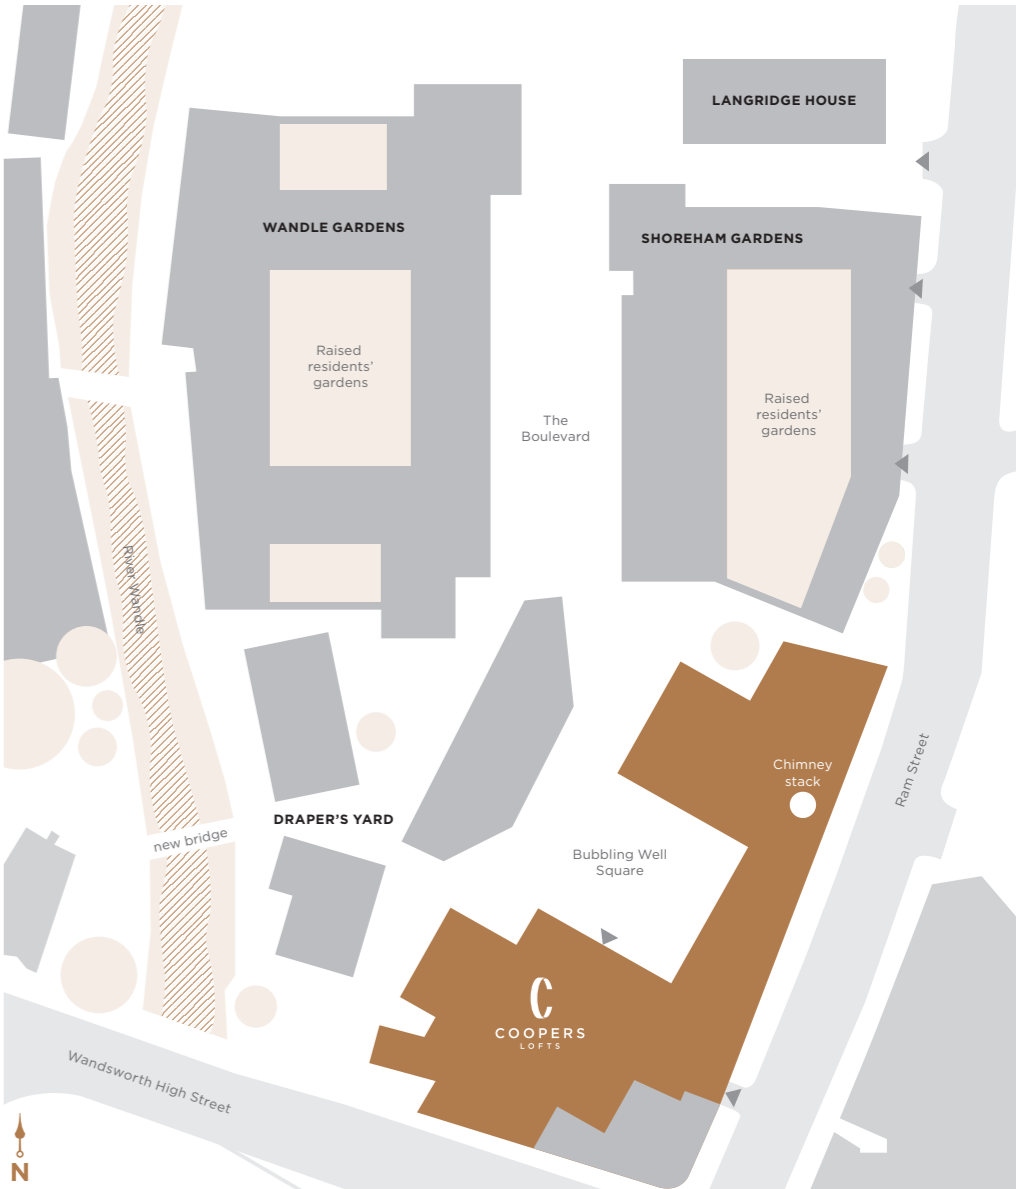 LANGRIDGE HOUSE
WANDLE GARDENS
SHOREHAM GARDENS
Raised
residents’
gardens
Raised
residents’
gardens
The
Boulevard
River Wandle
Ram Street
Chimney
stack
DRAPER’S YARD
new bridge
Bubbling Well
Square
C
COOPERS
LOFTS
Wandsworth High Street
N